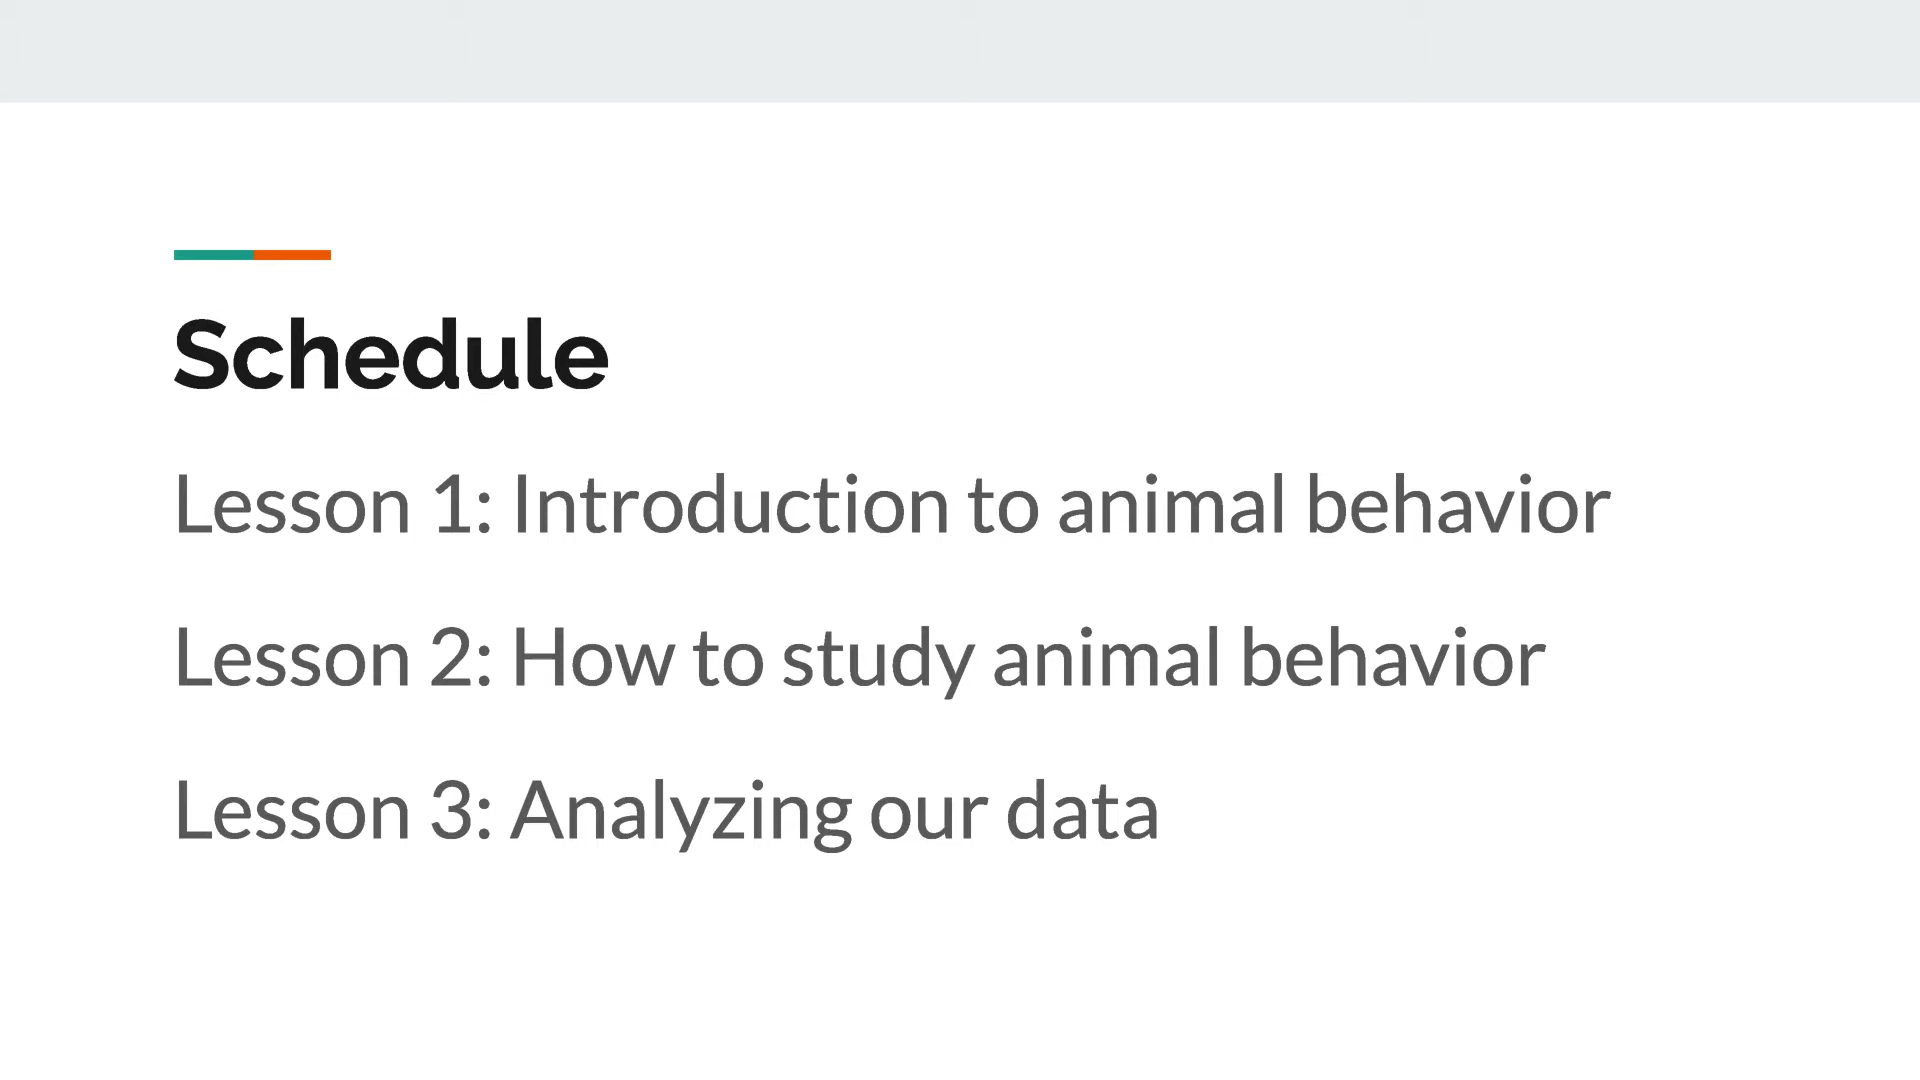 Schedule
Lesson 1: Introduction to animal behavior
Lesson 2: How to study animal behavior
Lesson 3: Analyzing our data